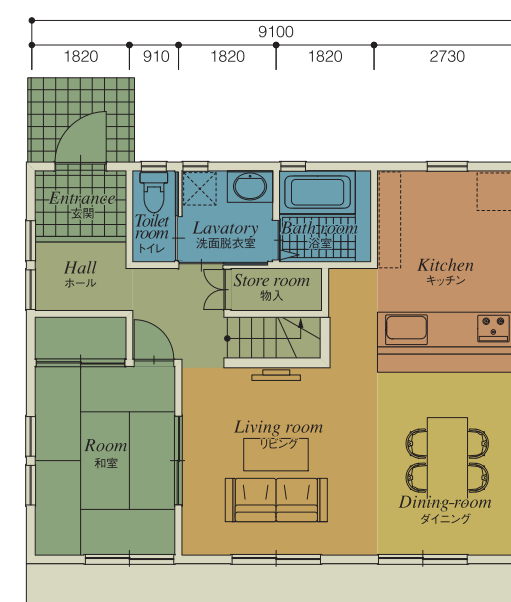 9100
1820 910 1820 1820 2730
Entrance
玄関
Toilet
room
トイレ
Lavatory
洗面脱衣室
Bath room
浴室
Hall
ホール
Store room
物入
Kitchen
キッチン
Living room
リビング
Room
和室
Dining-room
ダイニング